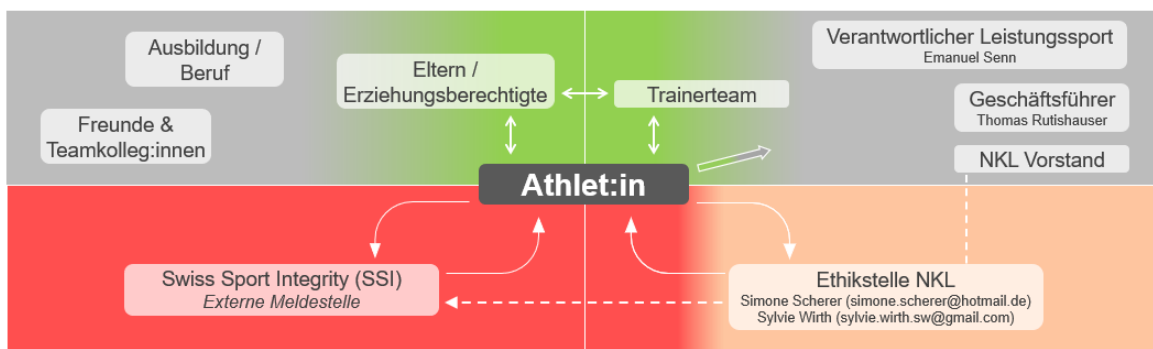 Ausbildung /
Beruf
Freunde &
Teamkolleg:innen
Eltern /
Erziehungsberechtigte
Trainerteam
Verantwortlicher Leistungssport
Emanuel Senn
Geschäftsführer
Thomas Rutishauser
NKL Vorstand
Athlet:in
Swiss Sport Integrity (SSI)
Externe Meldestelle
Ethikstelle NKL
Simone Scherer (simone.scherer@hotmail.de)
Sylvie Wirth (sylvie.wirth.sw@gmail.com)